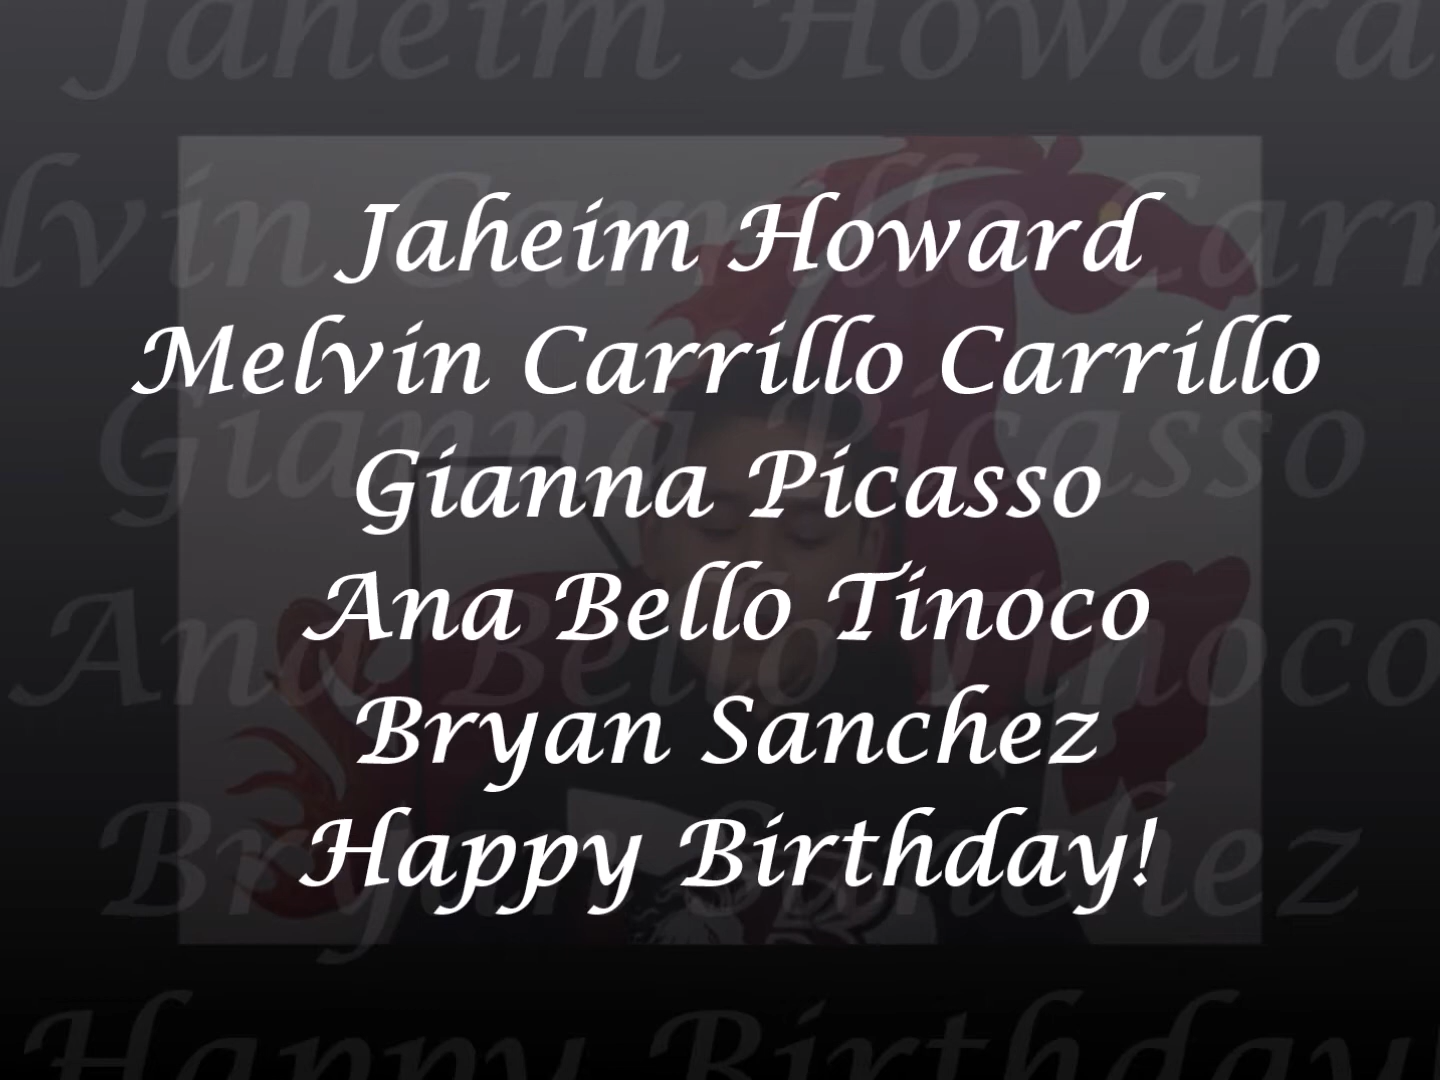 Jaheim Howard
Melvin Carrillo Carrillo
Gianna Picasso
Ana Bello Tinoco
Bryan Sanchez
Happy Birthday!